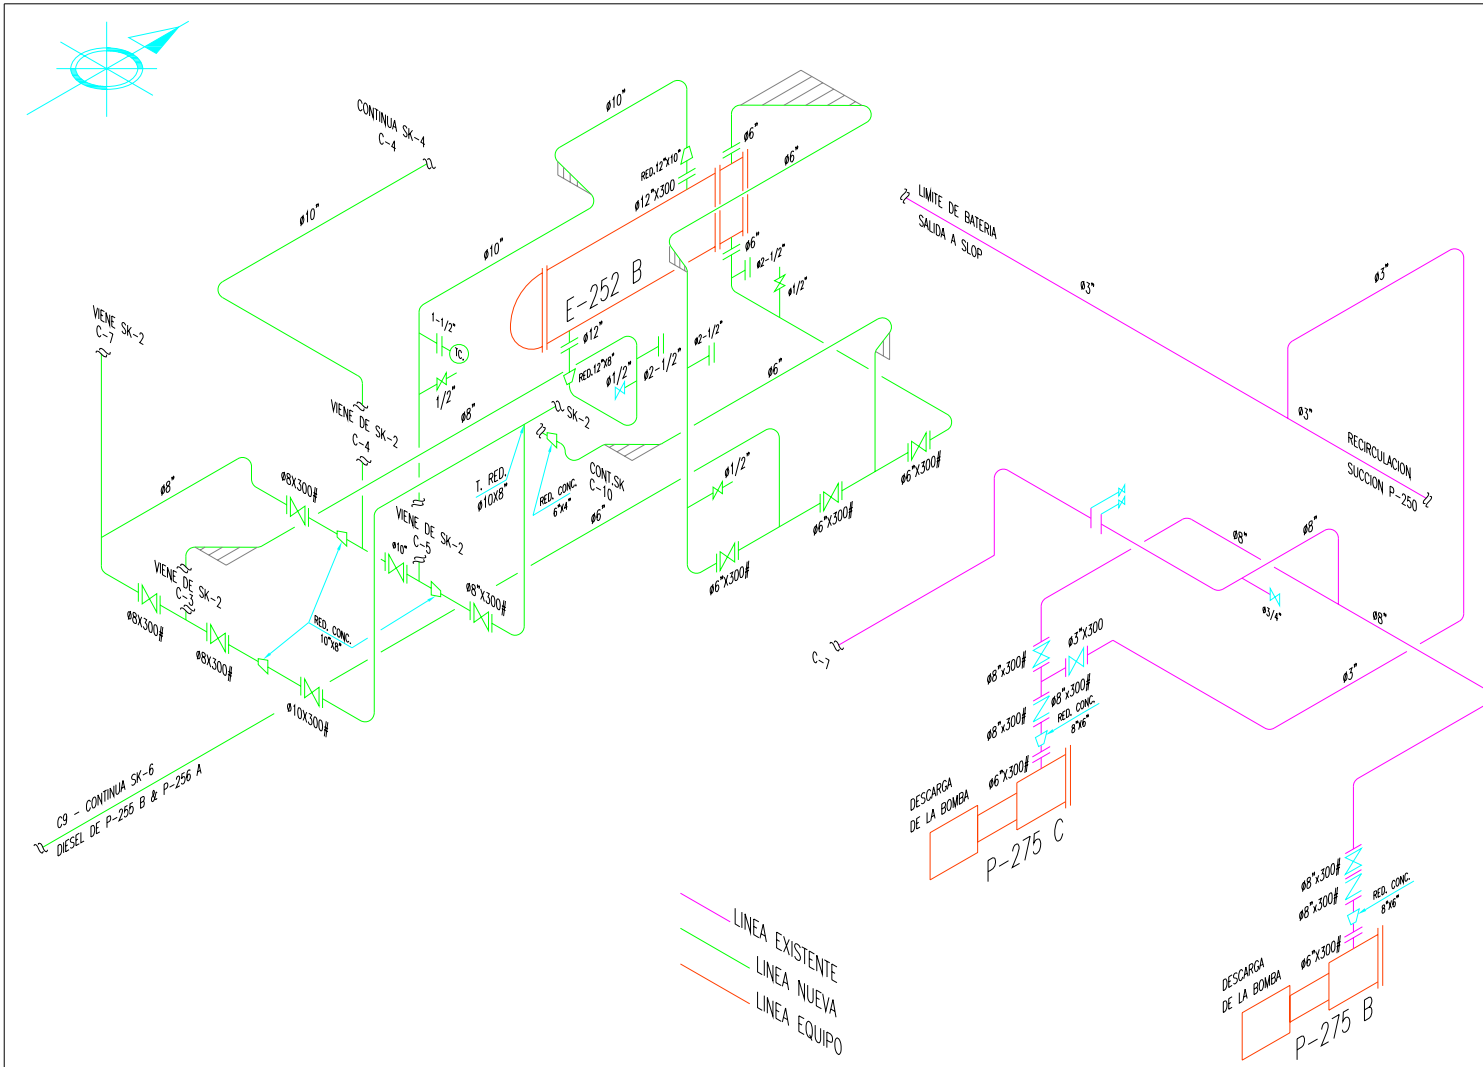 CONTINUA SK-4
C-4
ø10"
ø10"
ø10"
RED.12"X10"
ø12"X300
ø6"
ø6"
ø6"
ø2-1/2"
ø1/2"
E-252 B
VIENE SK-2
C-7
1-1/2"
TC.
1/2"
ø12"
RED.12"X8"
ø1/2"
ø2-1/2"
ø2-1/2"
ø6"
ø8"
VIENE DE SK-2
C-4
SK-2
ø8"
ø8X300#
T. RED.
ø10X8"
RED. CONC.
6"X4"
CONT.SK
C-10
ø6"
ø1/2"
ø6"X300#
ø6"X300#
ø6"X300#
VIENE DE SK-2
C-5
ø10"
ø8"X300#
VIENE DE SK-2
C-3
ø8X300#
ø8X300#
RED. CONC.
10"X8"
ø10X300#
C9 - CONTINUA SK-6
DIESEL DE P-255 B & P-256 A
LIMITE DE BATERIA
SALIDA A SLOP
ø3"
ø3"
ø3"
RECIRCULACION
SUCCION P-250
ø8"
ø8"
ø3/4"
ø8"
C-7
ø3"X300
ø8"x300#
ø8"x300#
ø8"x300#
RED. CONC.
8"X6"
ø3"
ø6"X300#
DESCARGA
DE LA BOMBA
P-275 C
ø8"x300#
ø8"x300#
RED. CONC.
8"X6"
ø6"X300#
DESCARGA
DE LA BOMBA
P-275 B
LINEA EXISTENTE
LINEA NUEVA
LINEA EQUIPO